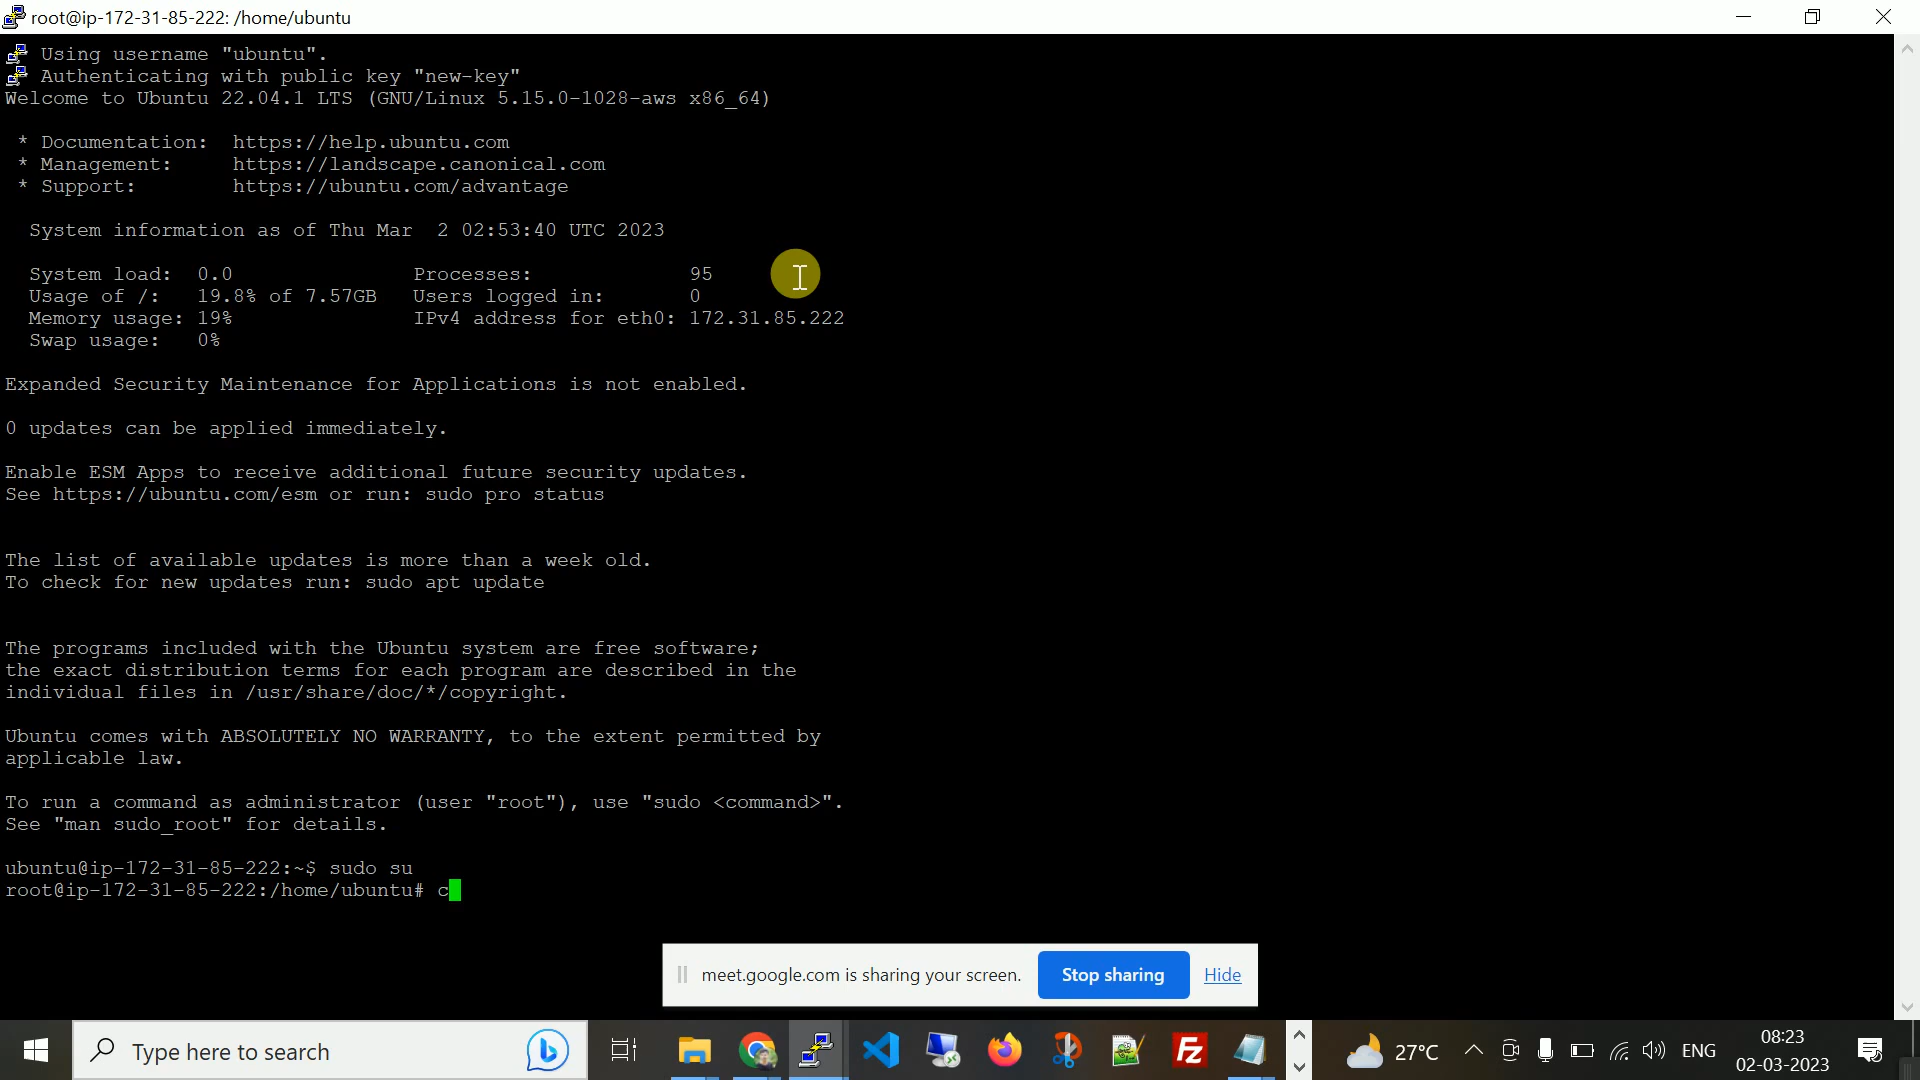 root@ip-172-31-85-222: /home/ubuntu
Using username "ubuntu".
Authenticating with public key "new-key"
Welcome to Ubuntu 22.04.1 LTS (GNU/Linux 5.15.0-1028-aws x86_64)
* Documentation:  https://help.ubuntu.com
* Management:     https://landscape.canonical.com
* Support:        https://ubuntu.com/advantage
System information as of Thu Mar  2 02:53:40 UTC 2023
System load:  0.0               Processes:             95
Usage of /:   19.8% of 7.57GB   Users logged in:       0
Memory usage: 19%               IPv4 address for eth0: 172.31.85.222
Swap usage:   0%
Expanded Security Maintenance for Applications is not enabled.
0 updates can be applied immediately.
Enable ESM Apps to receive additional future security updates.
See https://ubuntu.com/esm or run: sudo pro status
The list of available updates is more than a week old.
To check for new updates run: sudo apt update
The programs included with the Ubuntu system are free software;
the exact distribution terms for each program are described in the
individual files in /usr/share/doc/*/copyright.
Ubuntu comes with ABSOLUTELY NO WARRANTY, to the extent permitted by
applicable law.
To run a command as administrator (user "root"), use "sudo <command>".
See "man sudo_root" for details.
ubuntu@ip-172-31-85-222:~$ sudo su
root@ip-172-31-85-222:/home/ubuntu# c
meet.google.com is sharing your screen. Stop sharing Hide
Type here to search
Fz
27°C
ENG
08:23
02-03-2023